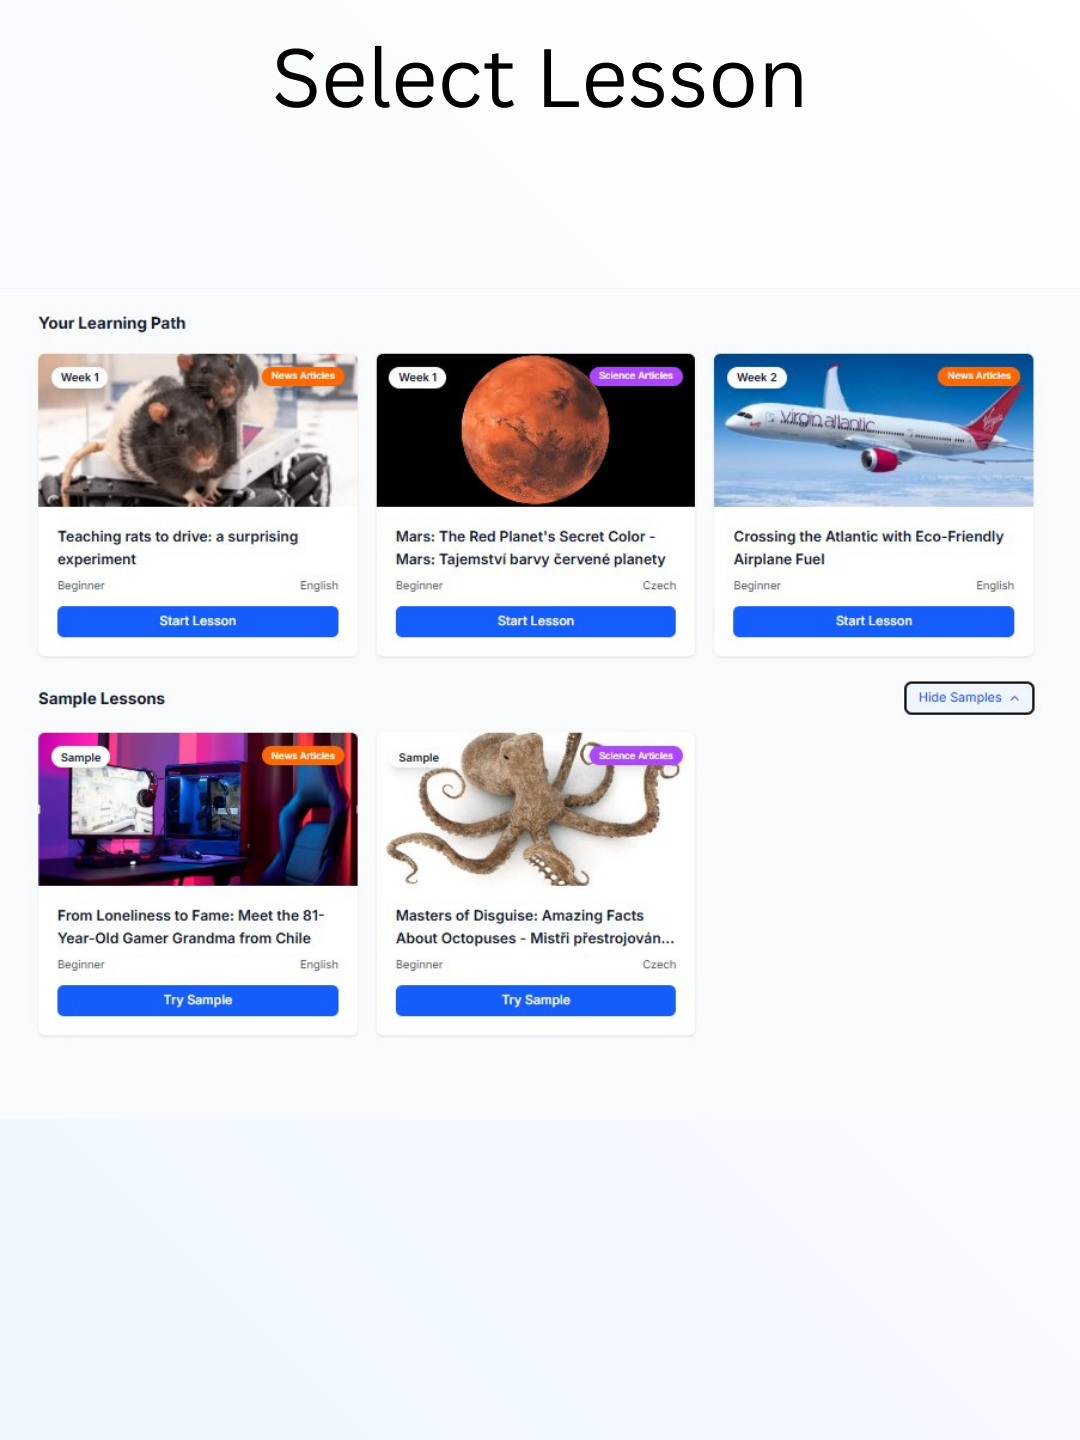 Select Lesson
Your Learning Path
Week 1
News Articles
Teaching rats to drive: a surprising
experiment
Beginner
English
Start Lesson
Week 1
Science Articles
Mars: The Red Planet's Secret Color -
Mars: Tajemství barvy červené planety
Beginner
Czech
Start Lesson
Week 2
News Articles
virgin atlantic
Crossing the Atlantic with Eco-Friendly
Airplane Fuel
Beginner
English
Start Lesson
Sample Lessons
Hide Samples
Sample
News Articles
From Loneliness to Fame: Meet the 81-
Year-Old Gamer Grandma from Chile
Beginner
English
Try Sample
Sample
Science Articles
Masters of Disguise: Amazing Facts
About Octopuses - Mistři přestrojován...
Beginner
Czech
Try Sample